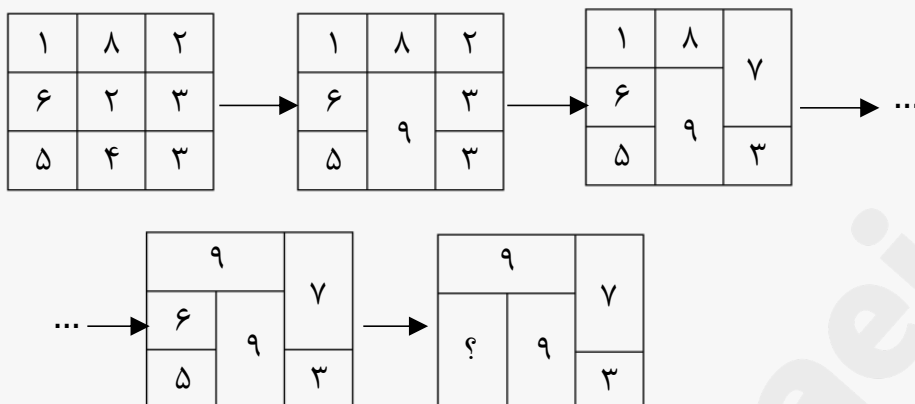 ۱ ۸ ۲ ۱ ۸ ۲ ۱ ۸ ۷
۶ ۲ ۳ ۶ ۹ ۳ ۶ ۹ ...
۵ ۴ ۳ ۵ ۳ ۵ ۳
۹ ۷ ۹ ۷
... ۶ ۹ ؟ ۹
۵ ۳ ۳